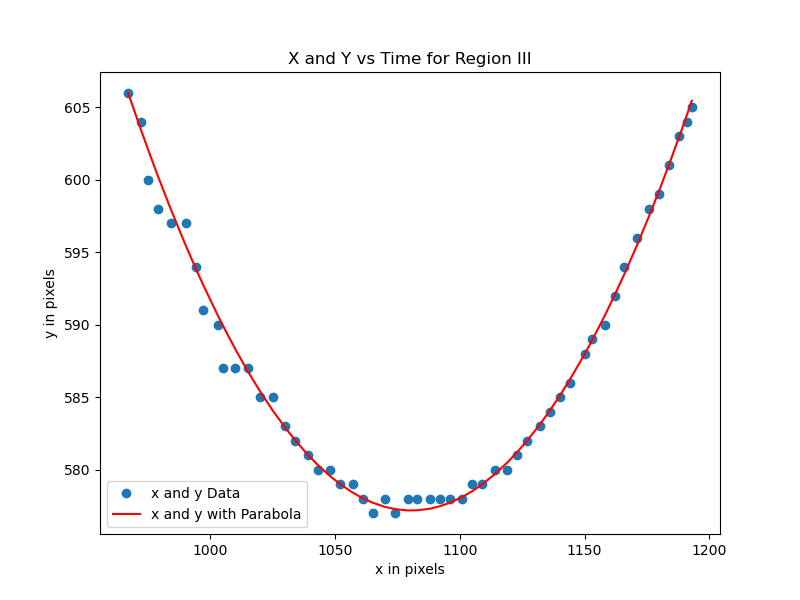 X and Y vs Time for Region III
y in pixels
605
600
595
590
585
580
x and y Data
x and y with Parabola
1000 1050 1100 1150 1200
x in pixels